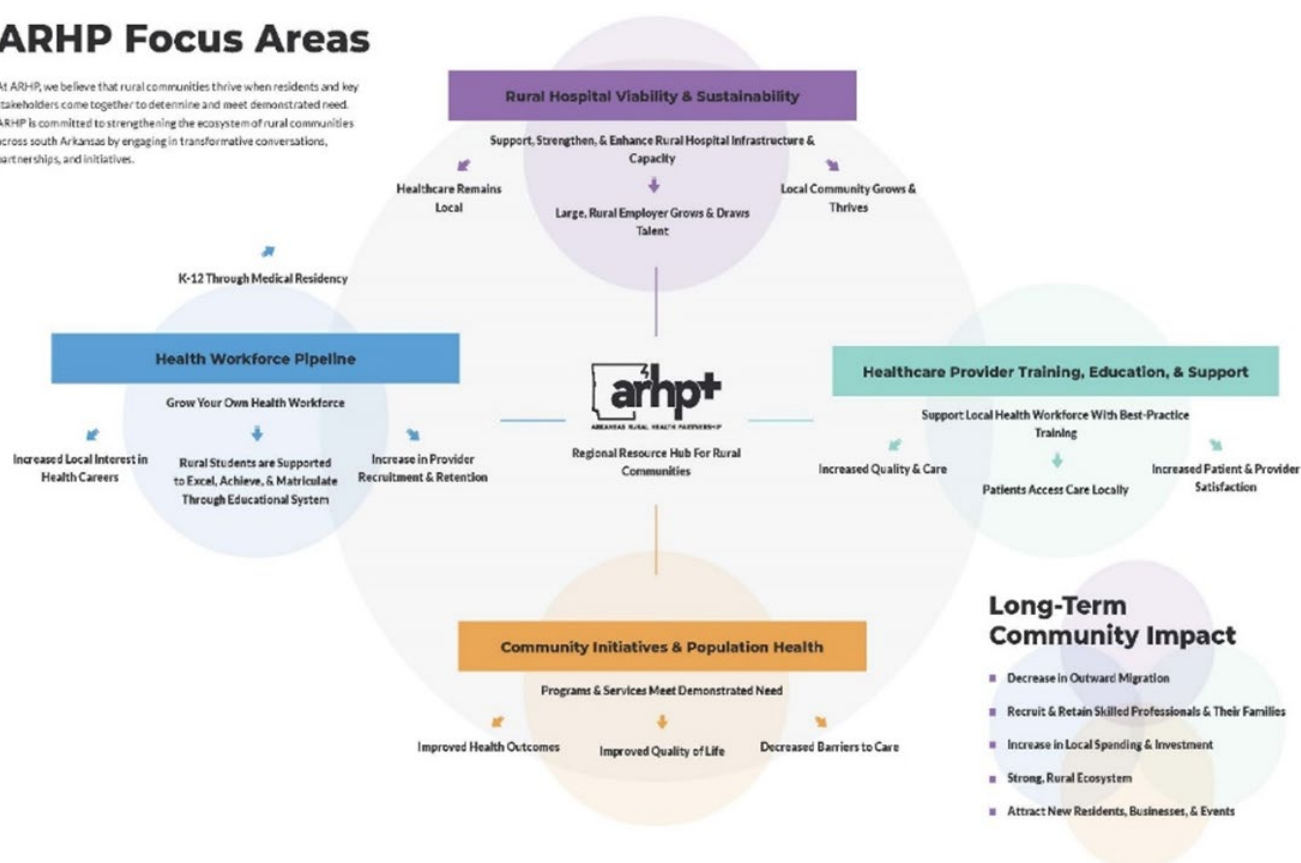 ARHP Focus Areas
At ARHP, we believe that rural communities thrive when residents and key
stakeholders come together to determine and meet demonstrated need.
ARHP is committed to strengthening the ecosystem of rural communities
across south Arkansas by engaging in transformative conversations,
partnerships, and initiatives.
Rural Hospital Viability & Sustainability
Support, Strengthen, & Enhance Rural Hospital Infrastructure &
Capacity
Healthcare Remains
Local
Large, Rural Employer Grows & Draws
Talent
Local Community Grows &
Thrives
K-12 Through Medical Residency
Health Workforce Pipeline
Grow Your Own Health Workforce
Increased Local Interest in
Health Careers
Rural Students are Supported
to Excel, Achieve, & Matriculate
Through Educational System
Increase in Provider
Recruitment & Retention
arhp+
ARKANSAS RURAL HEALTH PARTNERSHIP
Regional Resource Hub For Rural
Communities
Healthcare Provider Training, Education, & Support
Support Local Health Workforce With Best-Practice
Training
Increased Quality & Care
Patients Access Care Locally
Increased Patient & Provider
Satisfaction
Community Initiatives & Population Health
Programs & Services Meet Demonstrated Need
Improved Health Outcomes
Improved Quality of Life
Decreased Barriers to Care
Long-Term
Community Impact
Decrease in Outward Migration
Recruit & Retain Skilled Professionals & Their Families
Increase in Local Spending & Investment
Strong, Rural Ecosystem
Attract New Residents, Businesses, & Events